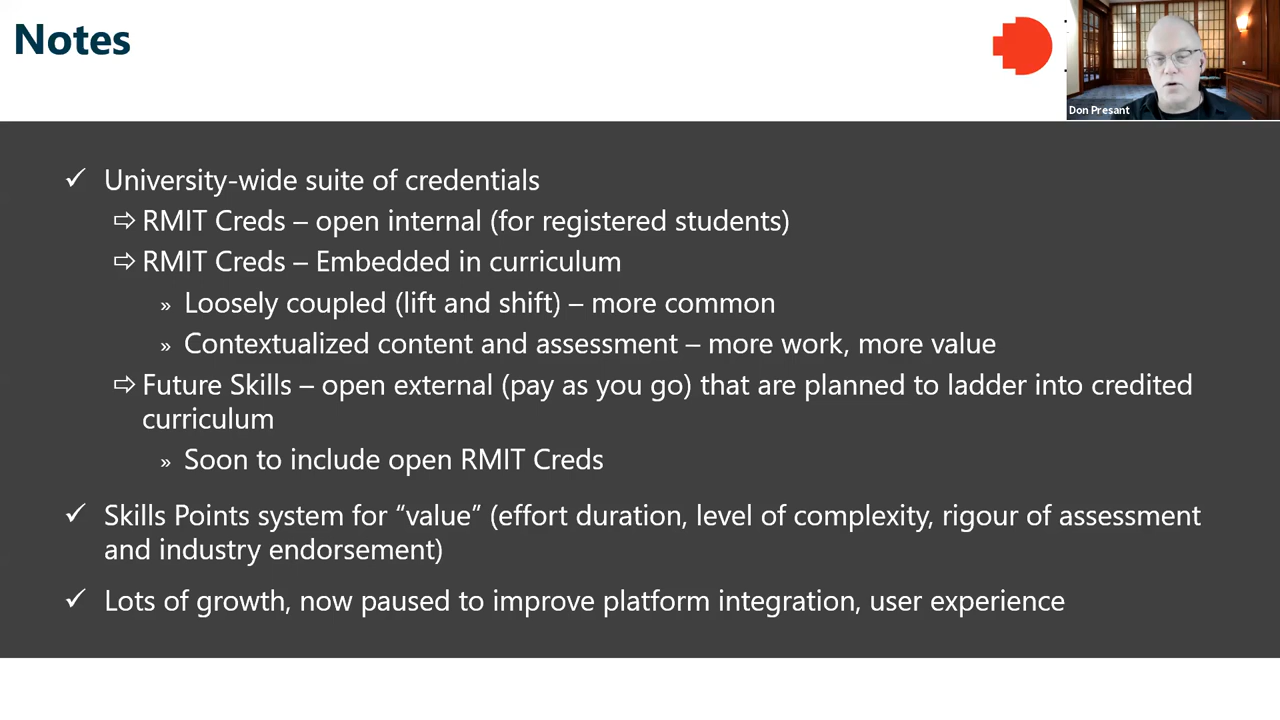 Notes
Don Presant
✓ University-wide suite of credentials
⇨ RMIT Creds – open internal (for registered students)
⇨ RMIT Creds – Embedded in curriculum
» Loosely coupled (lift and shift) – more common
» Contextualized content and assessment – more work, more value
⇨ Future Skills – open external (pay as you go) that are planned to ladder into credited
curriculum
» Soon to include open RMIT Creds
✓ Skills Points system for “value” (effort duration, level of complexity, rigour of assessment
and industry endorsement)
✓ Lots of growth, now paused to improve platform integration, user experience